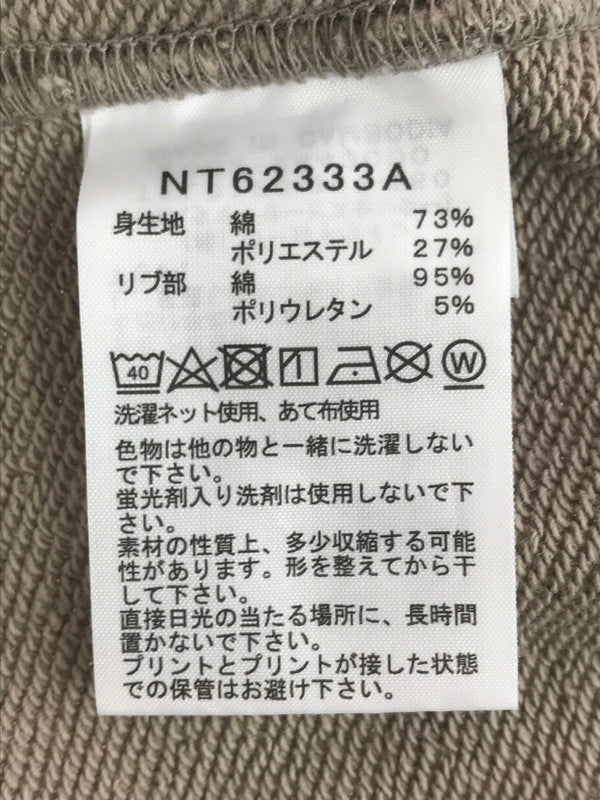 NT62333A
身生地 綿 73%
ポリエステル 27%
リブ部 綿 95%
ポリウレタン 5%
40 W
洗濯ネット使用、あて布使用
色物は他の物と一緒に洗濯しない
で下さい。
蛍光剤入り洗剤は使用しないで下
さい。
素材の性質上、多少収縮する可能
性があります。形を整えてから干
して下さい。
直接日光の当たる場所に、長時間
置かないで下さい。
プリントとプリントが接した状態
での保管はお避け下さい。